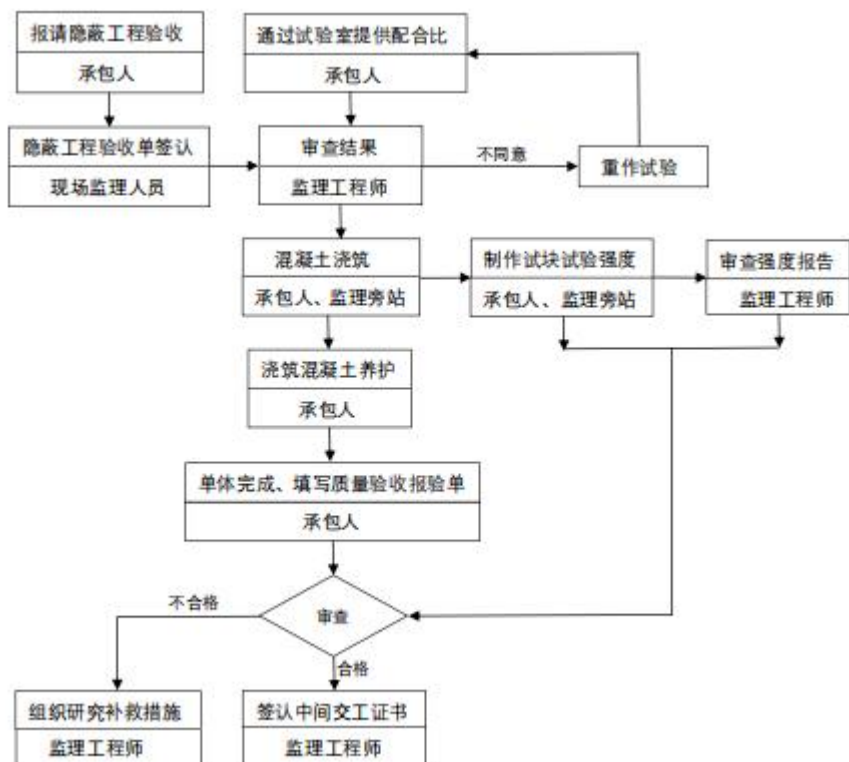 报请隐蔽工程验收
承包人
通过试验室提供配合比
承包人
隐蔽工程验收单签认
现场监理人员
审查结果
监理工程师
不同意
重作试验
混凝土浇筑
承包人、监理旁站
制作试块试验强度
承包人、监理旁站
审查强度报告
监理工程师
浇筑混凝土养护
承包人
单体完成、填写质量验收报验单
承包人
审查
不合格
合格
组织研究补救措施
监理工程师
签认中间交工证书
监理工程师